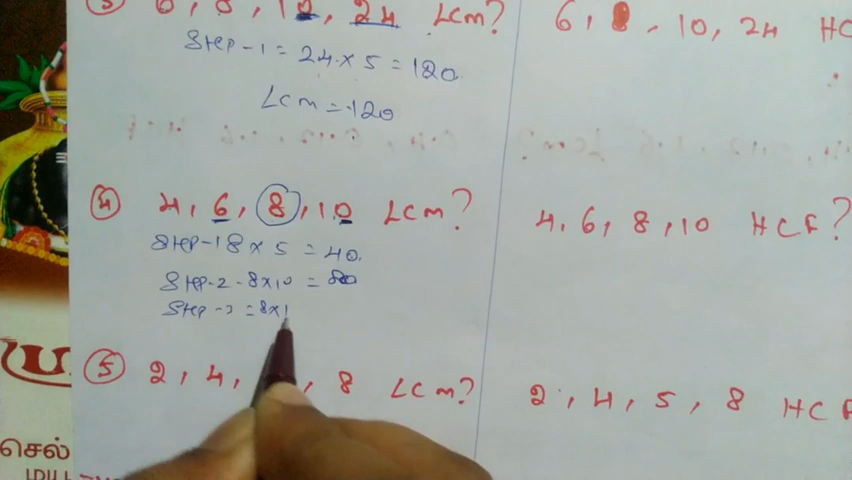 ③ 6, 8, 12, 24 Lcm?
Step-1 = 24 × 5 = 120
Lcm = 120
④ 4, 6, 8, 10 Lcm?
Step-1 8 × 5 = 40
Step-2 - 8×10 = 80
Step-3 = 8×1
⑤ 2, 4, , 8 Lcm?
6, 8, 10, 24 HC
4, 6, 8, 10 HCF?
2, 4, 5, 8 HCF
செல்